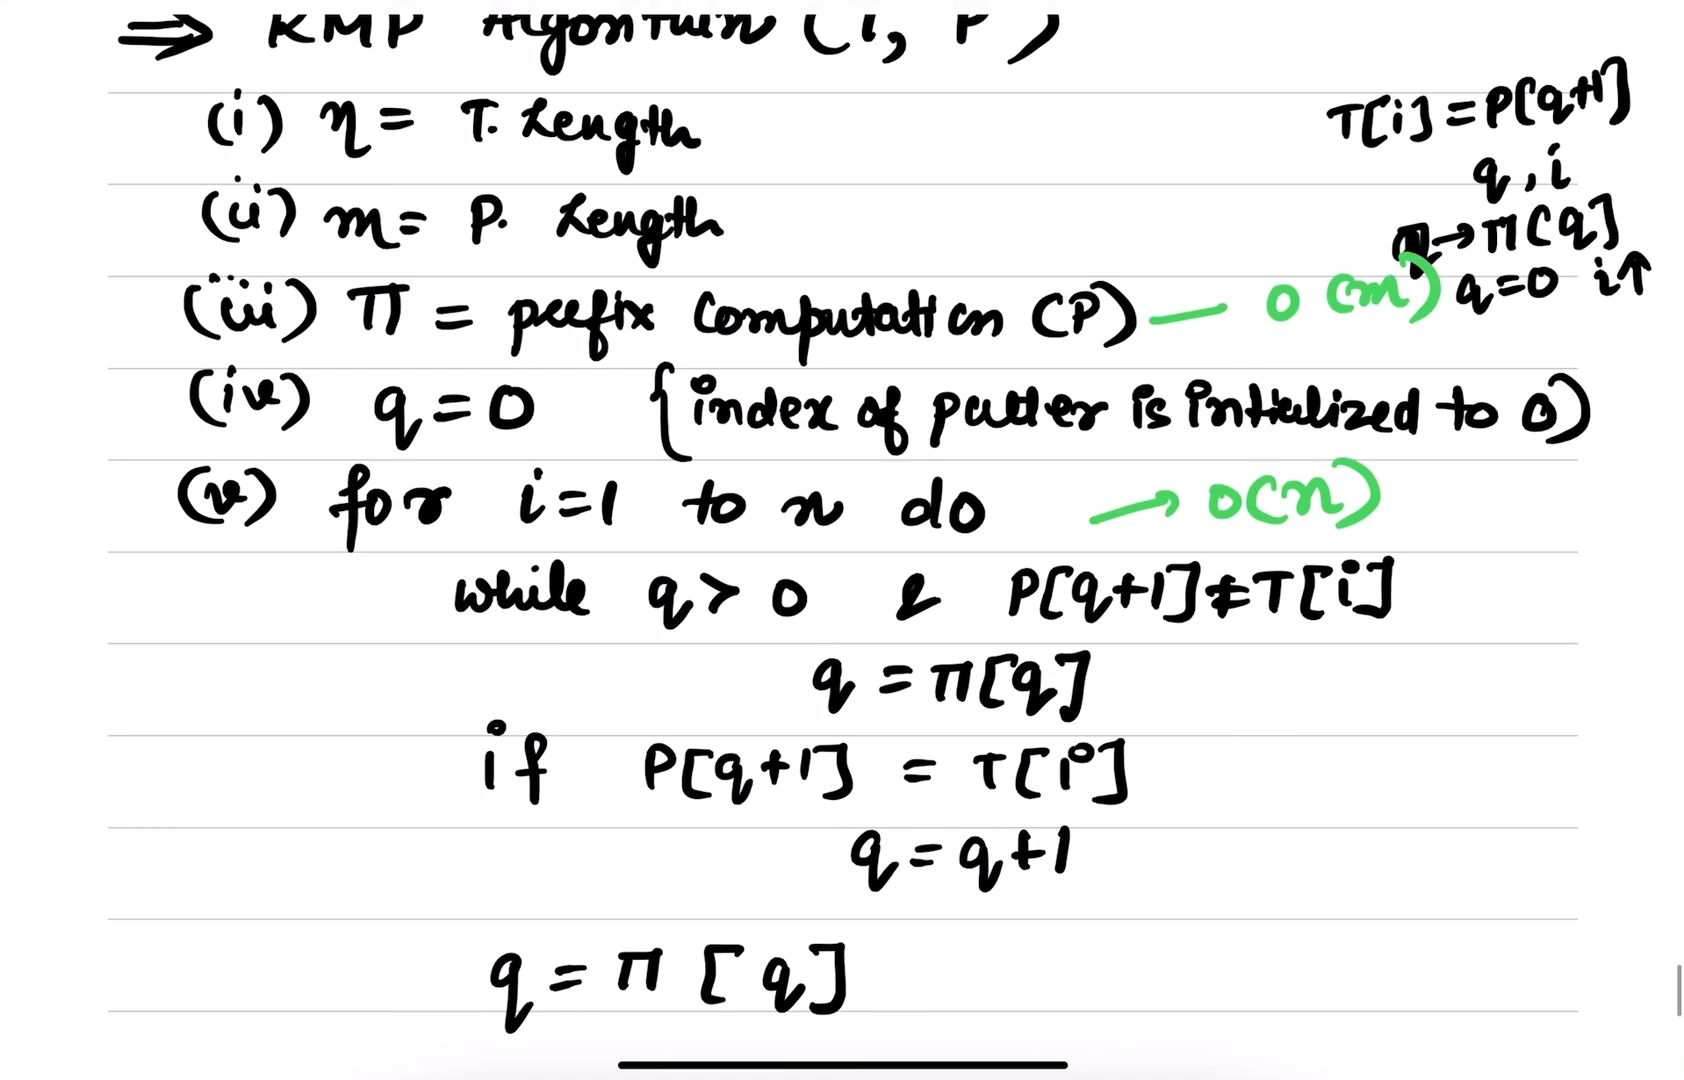 ⇒ KMP Algorithm (T, P)
(i) n = T. Length
(ii) m = P. Length
(iii) π = prefix computation (P) — O(m)
(iv) q = 0 {index of patter is intialized to 0)
(v) for i=1 to n do → O(n)
while q > 0 & P[q+1] ≠ T[i]
q = π[q]
if P[q+1] = T[i]
q = q+1
q = π [q]
T[i] = P[q+1]
q, i
→ π[q]
q=0 i↑